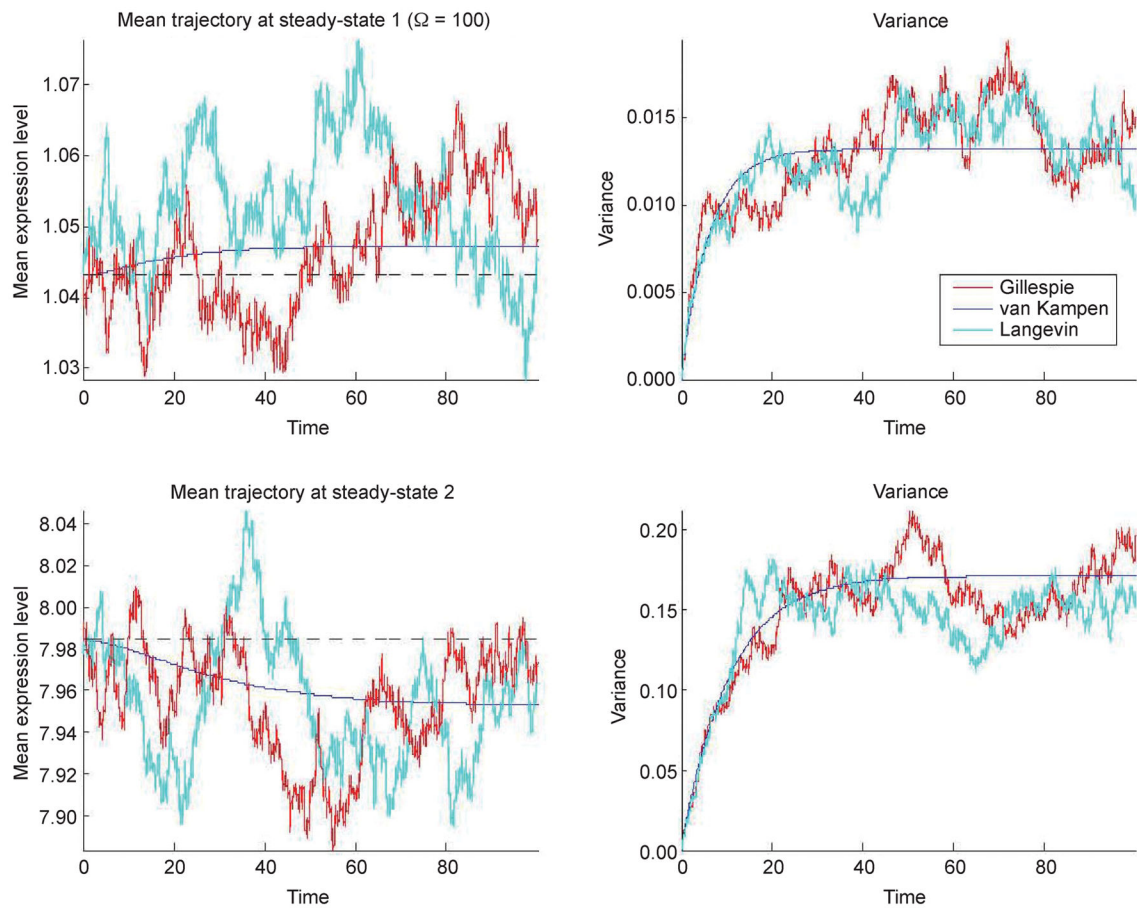 Mean trajectory at steady-state 1 (Ω = 100)
Mean expression level
1.07
1.06
1.05
1.04
1.03
0 20 40 60 80
Time
Variance
Variance
0.015
0.010
0.005
0.000
0 20 40 60 80
Time
Gillespie
van Kampen
Langevin
Mean trajectory at steady-state 2
Mean expression level
8.04
8.02
8.00
7.98
7.96
7.94
7.92
7.90
0 20 40 60 80
Time
Variance
Variance
0.20
0.15
0.10
0.05
0.00
0 20 40 60 80
Time